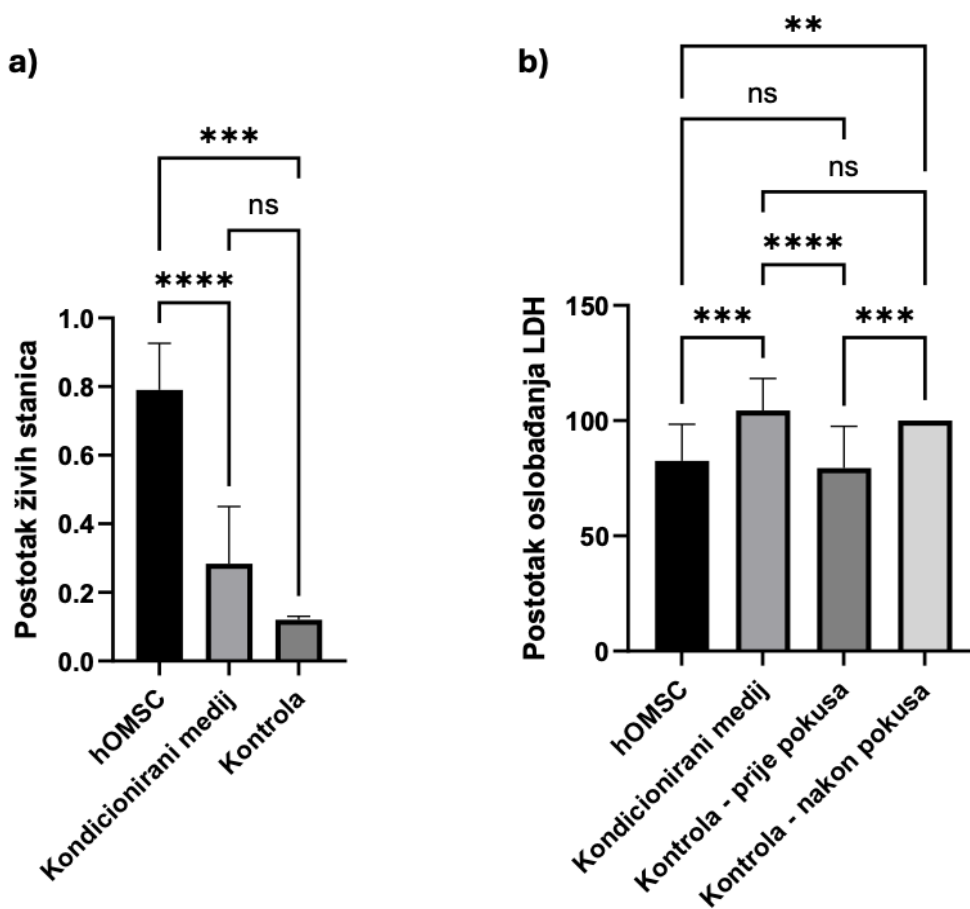 a)
***
ns
****
Postotak živih stanica
1.0
0.8
0.6
0.4
0.2
0.0
hOMSC
Kondicionirani medij
Kontrola
b)
**
ns
ns
****
***
***
Postotak oslobađanja LDH
150
100
50
0
hOMSC
Kondicionirani medij
Kontrola - prije pokusa
Kontrola - nakon pokusa